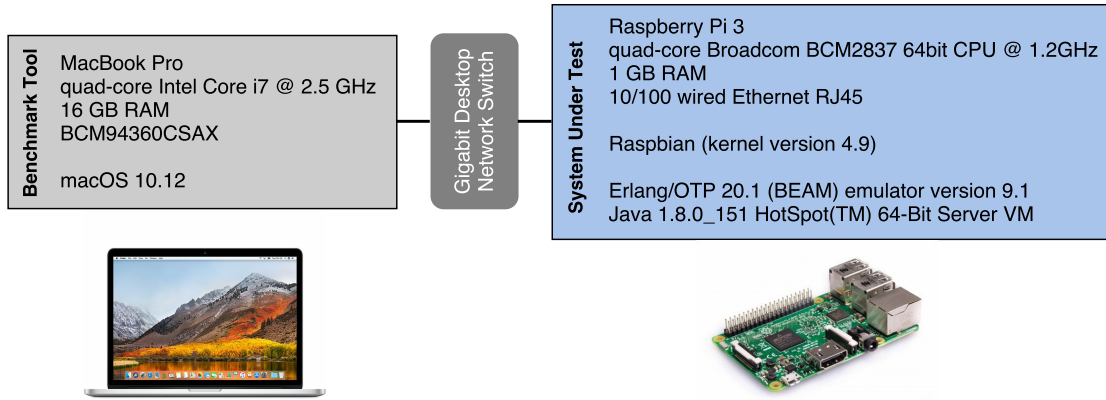 Benchmark Tool
MacBook Pro
quad-core Intel Core i7 @ 2.5 GHz
16 GB RAM
BCM94360CSAX
macOS 10.12
Gigabit Desktop
Network Switch
System Under Test
Raspberry Pi 3
quad-core Broadcom BCM2837 64bit CPU @ 1.2GHz
1 GB RAM
10/100 wired Ethernet RJ45
Raspbian (kernel version 4.9)
Erlang/OTP 20.1 (BEAM) emulator version 9.1
Java 1.8.0_151 HotSpot(TM) 64-Bit Server VM